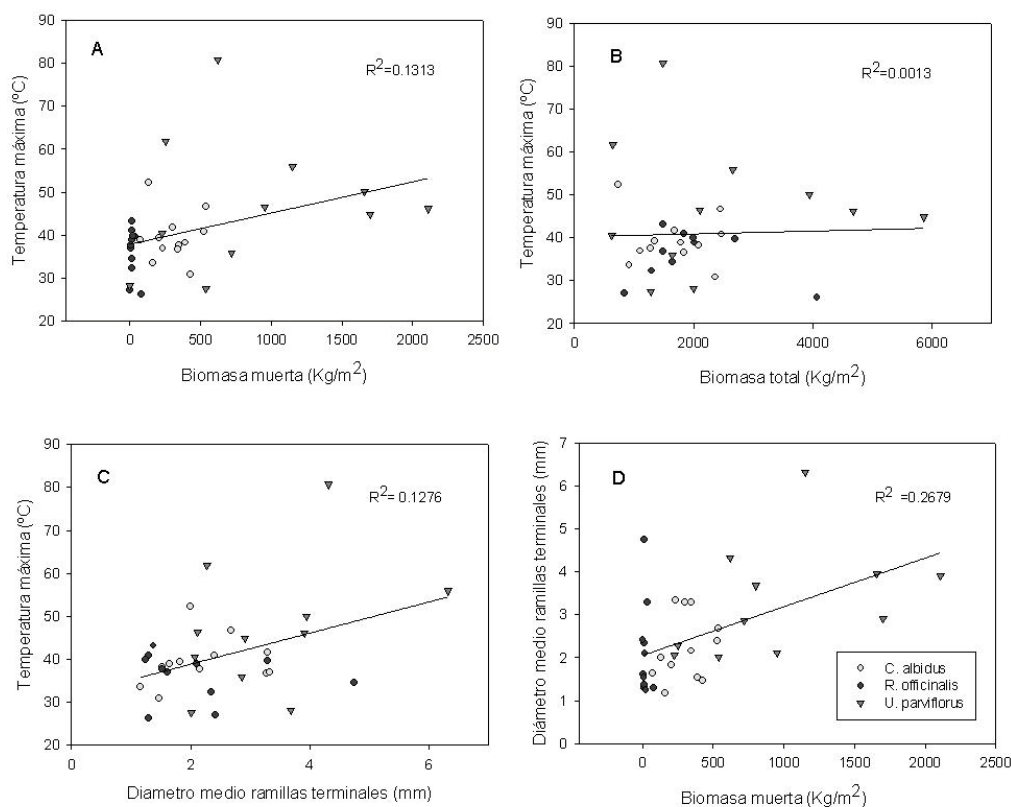 A
R²=0.1313
Temperatura máxima (ºC)
90
80
70
60
50
40
30
20
0
500
1000
1500
2000
2500
Biomasa muerta (Kg/m²)
B
R²=0.0013
Temperatura máxima (ºC)
90
80
70
60
50
40
30
20
0
2000
4000
6000
Biomasa total (Kg/m²)
C
R²= 0.1276
Temperatura máxima (ºC)
90
80
70
60
50
40
30
20
0
2
4
6
Diametro medio ramillas terminales (mm)
D
R² =0.2679
Diámetro medio ramillas terminales (mm)
7
6
5
4
3
2
1
0
C. albidus
R. officinalis
U. parviflorus
0
500
1000
1500
2000
2500
Biomasa muerta (Kg/m²)